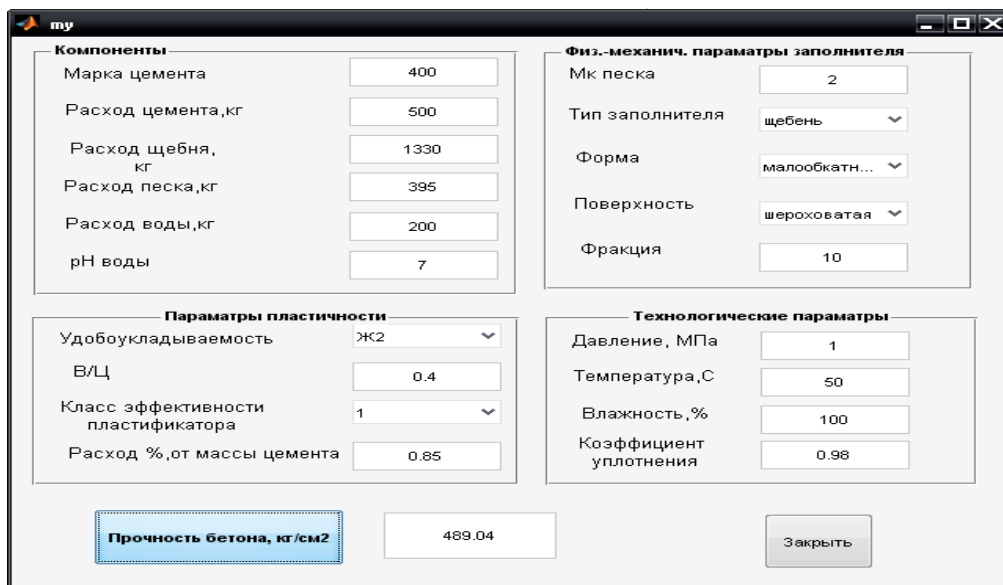 my
Компоненты
Марка цемента 400
Расход цемента,кг 500
Расход щебня, 1330
кг
Расход песка,кг 395
Расход воды,кг 200
pH воды 7
Физ.-механич. параматры заполнителя
Мк песка 2
Тип заполнителя щебень
Форма малообкатн...
Поверхность шероховатая
Фракция 10
Параматры пластичности
Удобоукладываемость Ж2
В/Ц 0.4
Класс эффективности 1
пластификатора
Расход %,от массы цемента 0.85
Технологические параматры
Давление, МПа 1
Температура,С 50
Влажность,% 100
Коэффициент 0.98
уплотнения
Прочность бетона, кг/см2 489.04
Закрыть